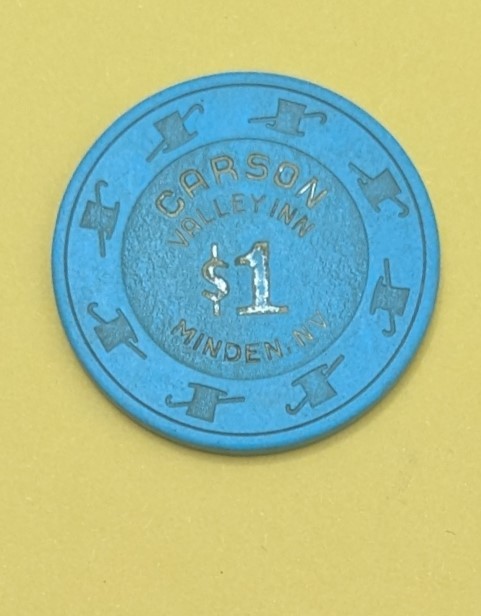 CARSON
VALLEY INN
$1
MINDEN, NV